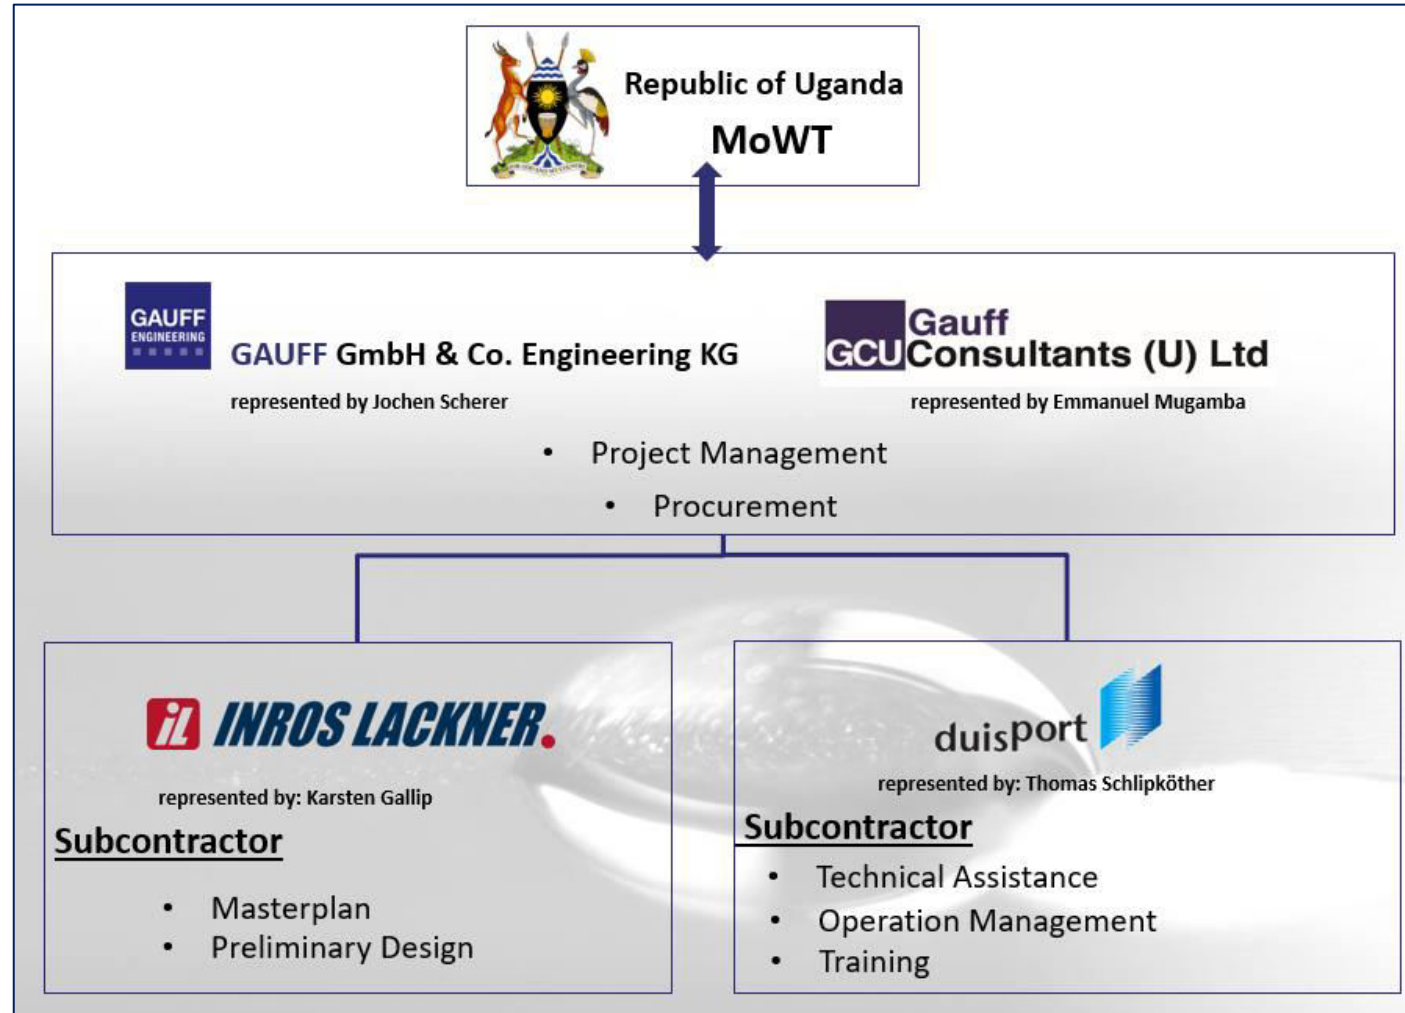 Republic of Uganda
MoWT
GAUFF
ENGINEERING
GAUFF GmbH & Co. Engineering KG
represented by Jochen Scherer
Gauff
GCU Consultants (U) Ltd
represented by Emmanuel Mugamba
• Project Management
• Procurement
iL INROS LACKNER.
represented by: Karsten Gallip
Subcontractor
• Masterplan
• Preliminary Design
duisport
represented by: Thomas Schlipköther
Subcontractor
• Technical Assistance
• Operation Management
• Training